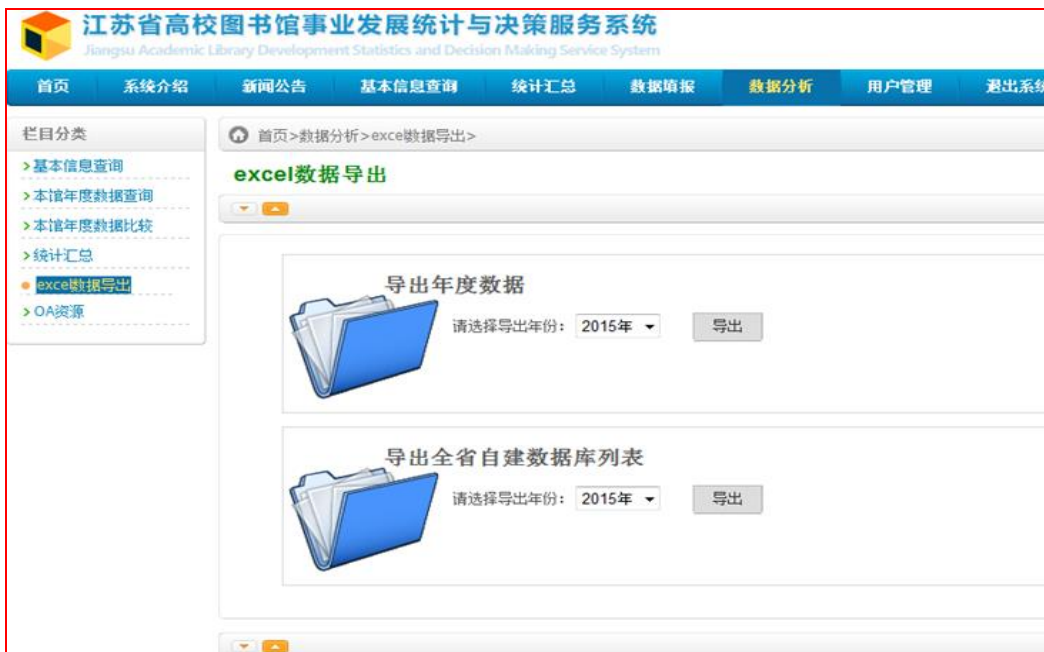 江苏省高校图书馆事业发展统计与决策服务系统
Jiangsu Academic Library Development Statistics and Decision Making Service System
首页 系统介绍 新闻公告 基本信息查询 统计汇总 数据填报 数据分析 用户管理 退出系统
栏目分类
首页>数据分析>excel数据导出>
>基本信息查询
excel数据导出
>本馆年度数据查询
>本馆年度数据比较
>统计汇总
excel数据导出
>OA资源
导出年度数据
请选择导出年份： 2015年 导出
导出全省自建数据库列表
请选择导出年份： 2015年 导出